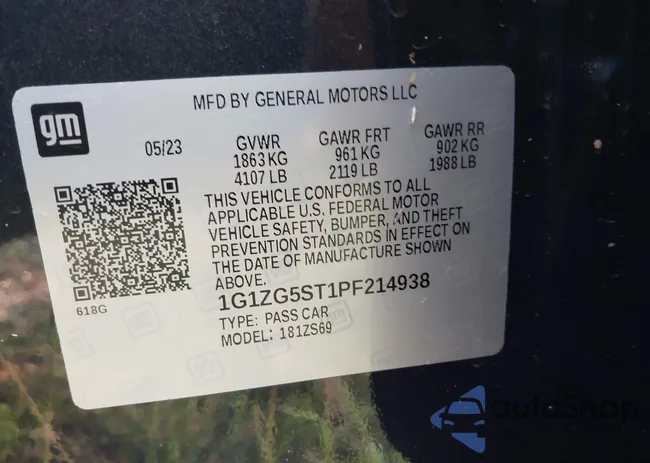 gm
MFD BY GENERAL MOTORS LLC
05/23 GVWR GAWR FRT GAWR RR
1863 KG 961 KG 902 KG
4107 LB 2119 LB 1988 LB
THIS VEHICLE CONFORMS TO ALL
APPLICABLE U.S. FEDERAL MOTOR
VEHICLE SAFETY, BUMPER, AND THEFT
PREVENTION STANDARDS IN EFFECT ON
THE DATE OF MANUFACTURE SHOWN
ABOVE.
1G1ZG5ST1PF214938
618G
TYPE: PASS CAR
MODEL: 181ZS69
autoSnap